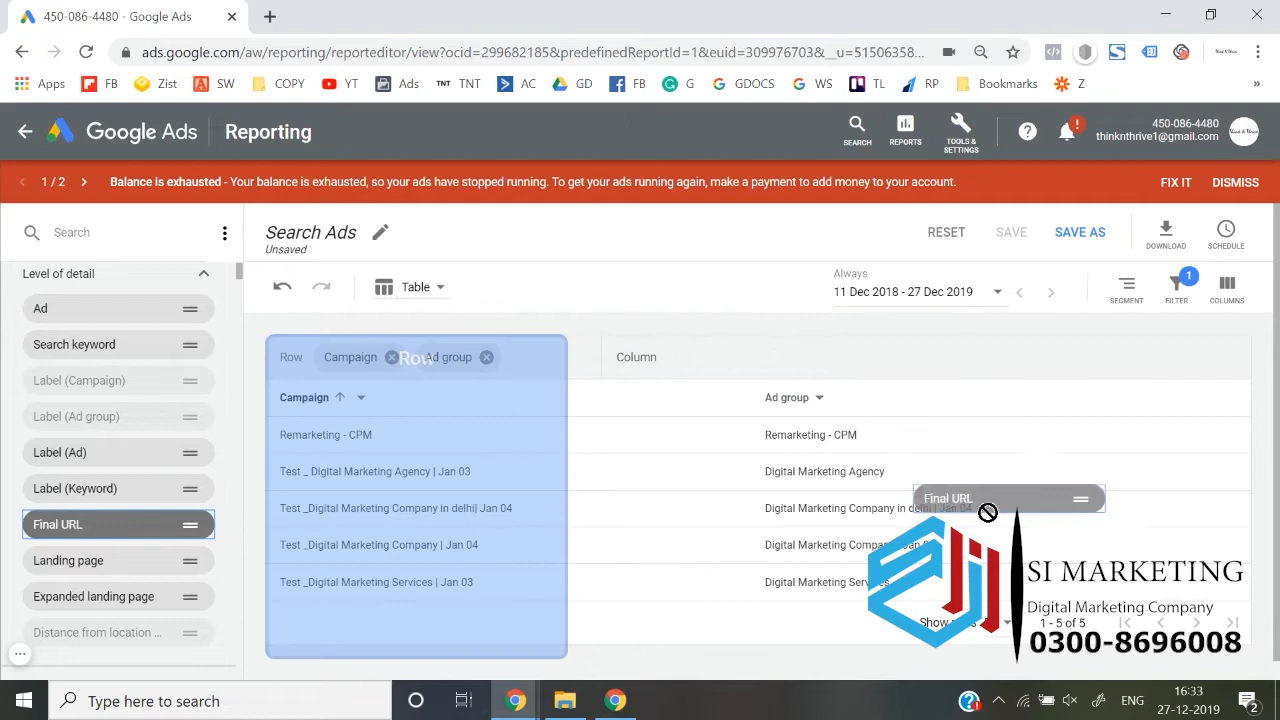 450-086-4480 - Google Ads
ads.google.com/aw/reporting/reporteditor/view?ocid=299682185&predefinedReportId=1&euid=309976703&__u=51506358...
Apps FB Zist SW COPY YT Ads TNT TNT AC GD FB G GDOCS WS TL RP Bookmarks Z »
Google Ads Reporting
SEARCH REPORTS TOOLS & SETTINGS
450-086-4480
thinknthrive1@gmail.com
1 / 2 Balance is exhausted - Your balance is exhausted, so your ads have stopped running. To get your ads running again, make a payment to add money to your account. FIX IT DISMISS
Search
Search Ads
Unsaved
RESET SAVE SAVE AS DOWNLOAD SCHEDULE
Level of detail
Table
Always
11 Dec 2018 - 27 Dec 2019
1
SEGMENT FILTER COLUMNS
Ad
Search keyword
Label (Campaign)
Label (Ad group)
Label (Ad)
Label (Keyword)
Final URL
Landing page
Expanded landing page
Distance from location ...
Row Campaign Row Ad group Column
Campaign Ad group
Remarketing - CPM Remarketing - CPM
Test _ Digital Marketing Agency | Jan 03 Digital Marketing Agency
Final URL
Test _Digital Marketing Company in delhi| Jan 04 Digital Marketing Company in delhi | Jan 04
Test _Digital Marketing Company | Jan 04 Digital Marketing
Test _Digital Marketing Services | Jan 03 Digital Marketing
1 - 5 of 5
SI MARKETING
Digital Marketing Company
0300-8696008
Type here to search
ENG
16:33
27-12-2019
2